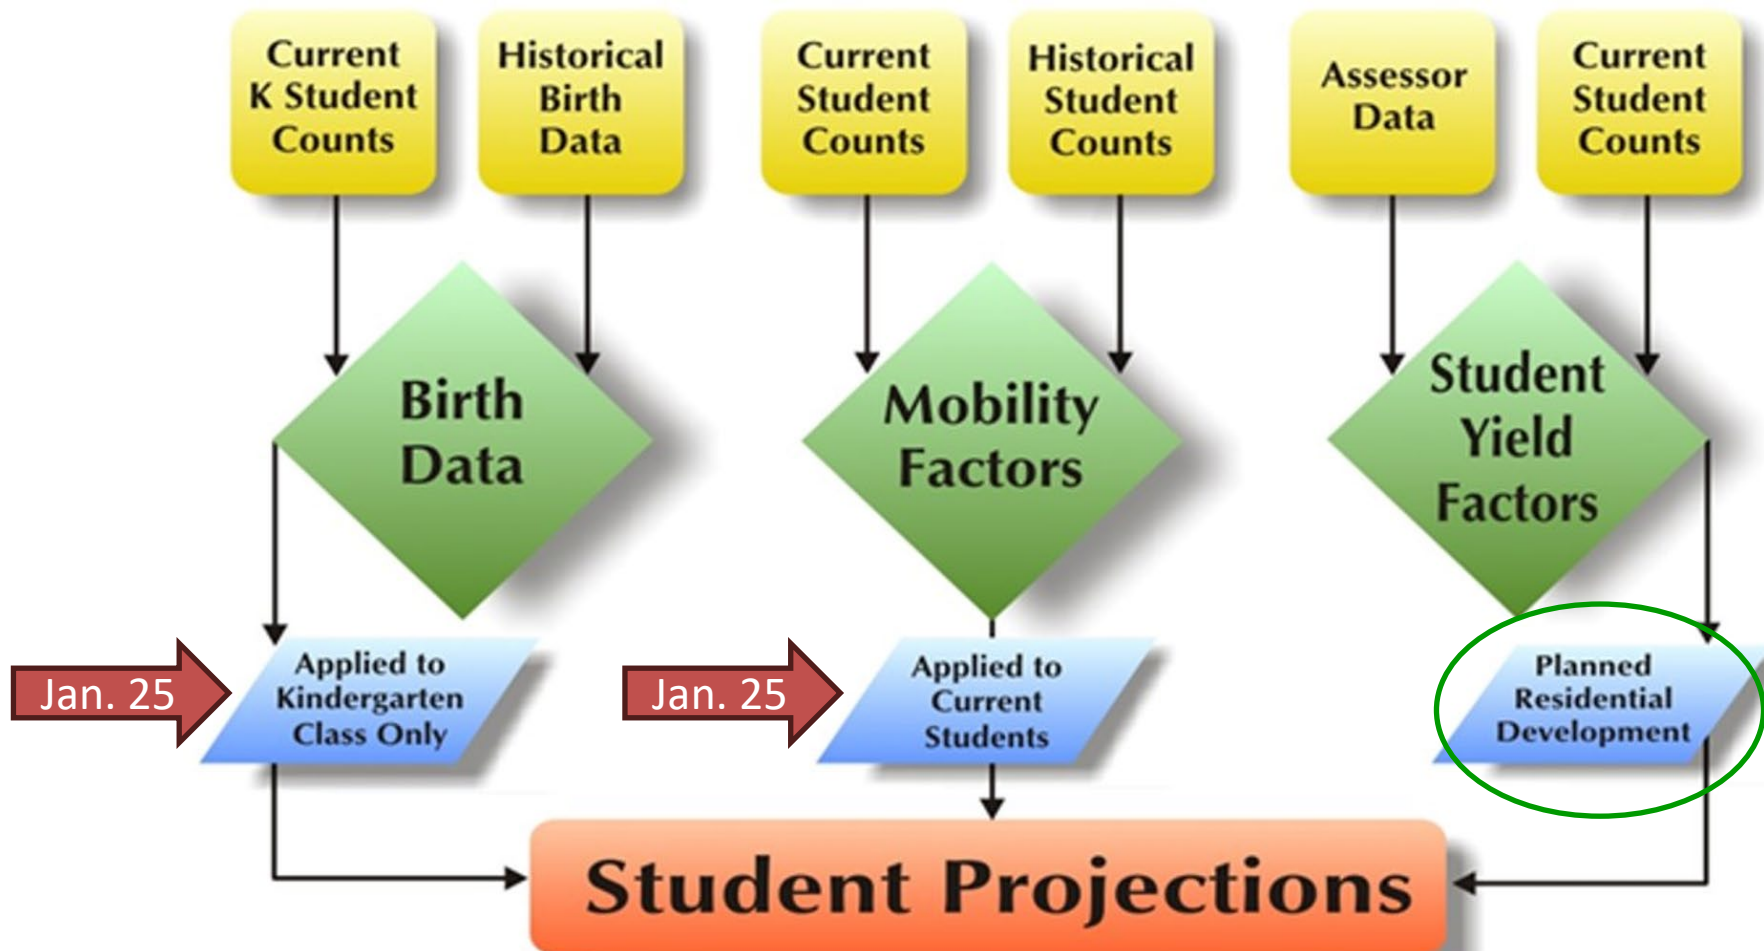 Current
K Student
Counts
Historical
Birth
Data
Current
Student
Counts
Historical
Student
Counts
Assessor
Data
Current
Student
Counts
Birth
Data
Mobility
Factors
Student
Yield
Factors
Jan. 25
Applied to
Kindergarten
Class Only
Jan. 25
Applied to
Current
Students
Planned
Residential
Development
Student Projections